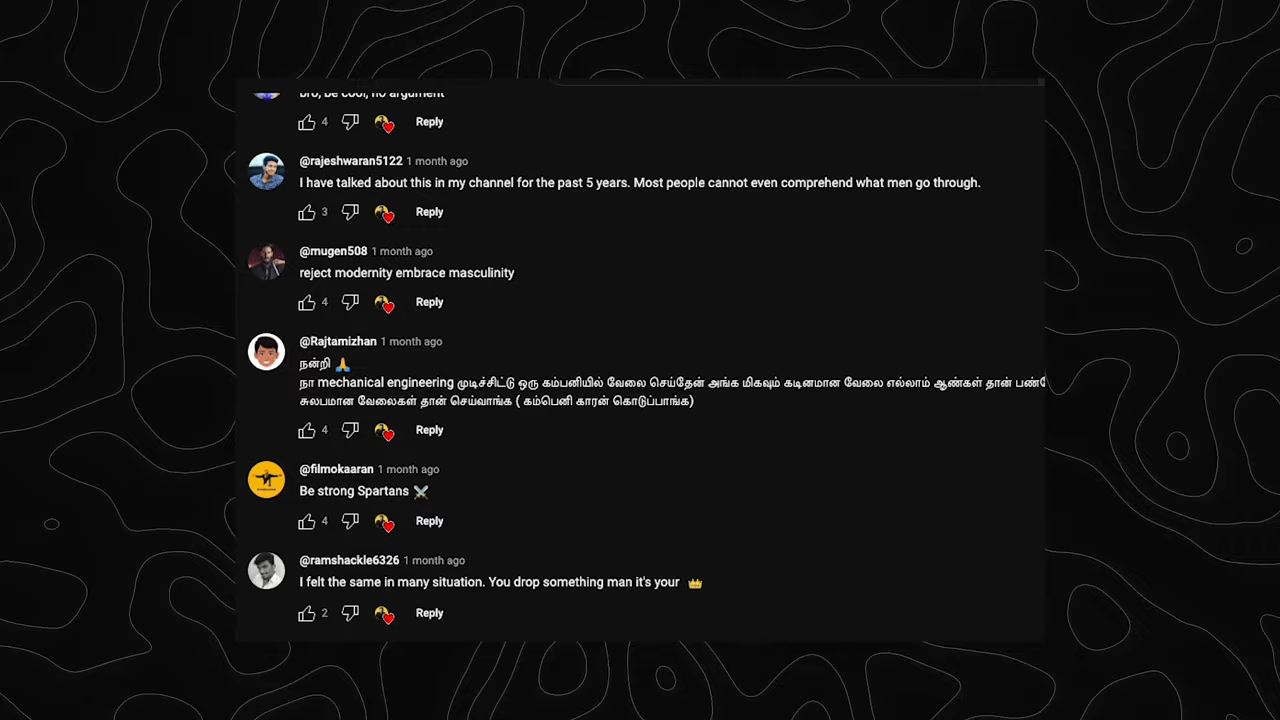 bro, be cool, no argument
4 Reply
@rajeshwaran5122 1 month ago
I have talked about this in my channel for the past 5 years. Most people cannot even comprehend what men go through.
3 Reply
@mugen508 1 month ago
reject modernity embrace masculinity
4 Reply
@Rajtamizhan 1 month ago
நன்றி 🙏
நா mechanical engineering முடிச்சிட்டு ஒரு கம்பனியில் வேலை செய்தேன் அங்க மிகவும் கடினமான வேலை எல்லாம் ஆண்கள் தான்
சுலபமான வேலைகள் தான் செய்வாங்க ( கம்பெனி காரன் கொடுப்பாங்க)
4 Reply
@filmokaaran 1 month ago
Be strong Spartans ⚔️
4 Reply
@ramshackle6326 1 month ago
I felt the same in many situation. You drop something man it's your 👑
2 Reply